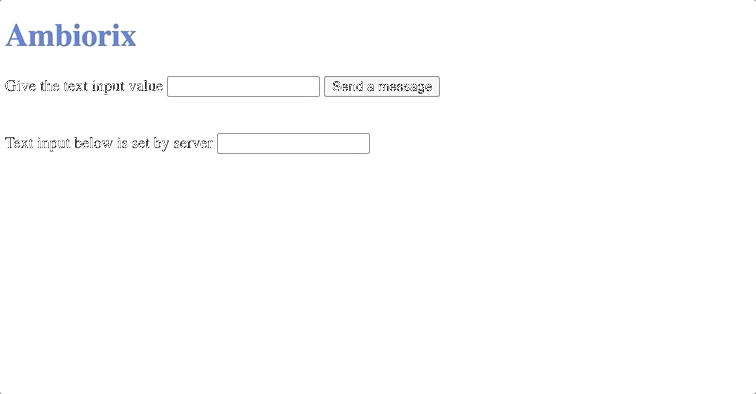 Ambiorix
Give the text input value Send a message
Text input below is set by server